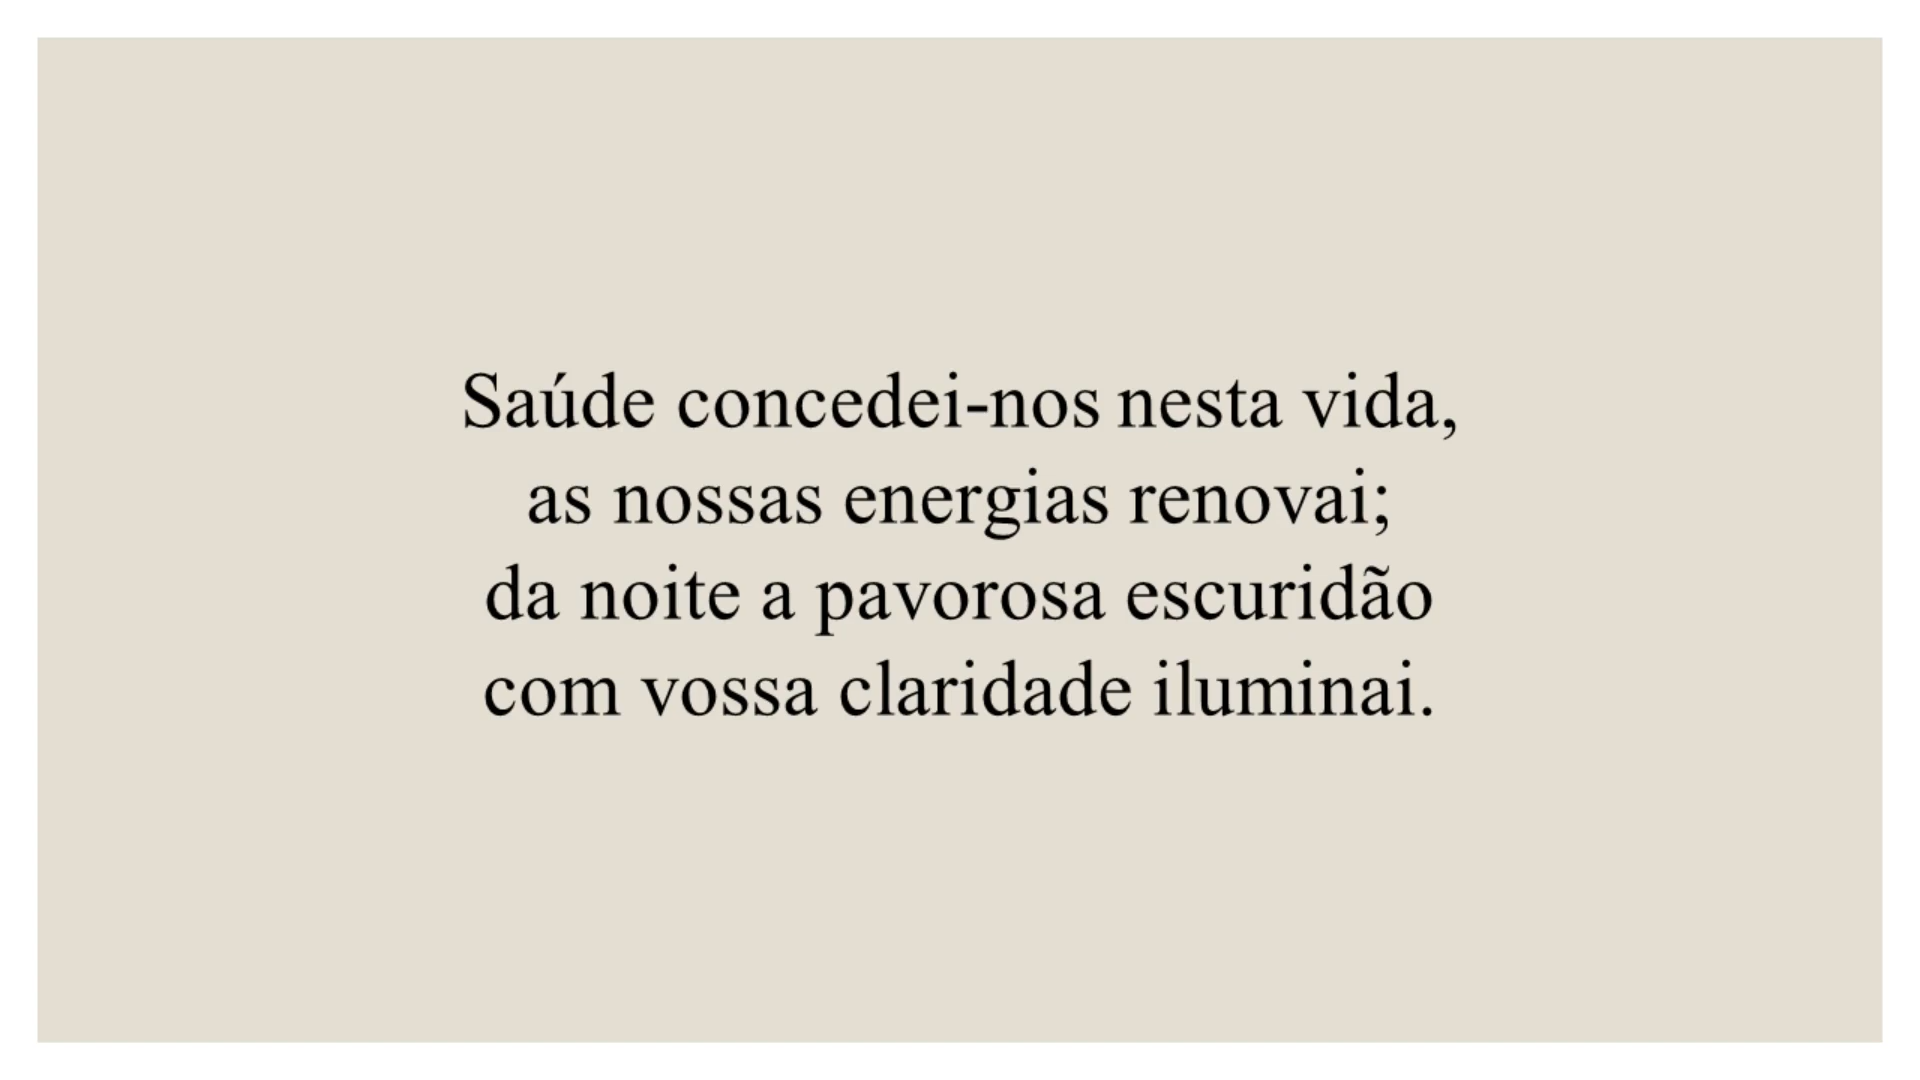 Saúde concedei-nos nesta vida,
as nossas energias renovai;
da noite a pavorosa escuridão
com vossa claridade iluminai.